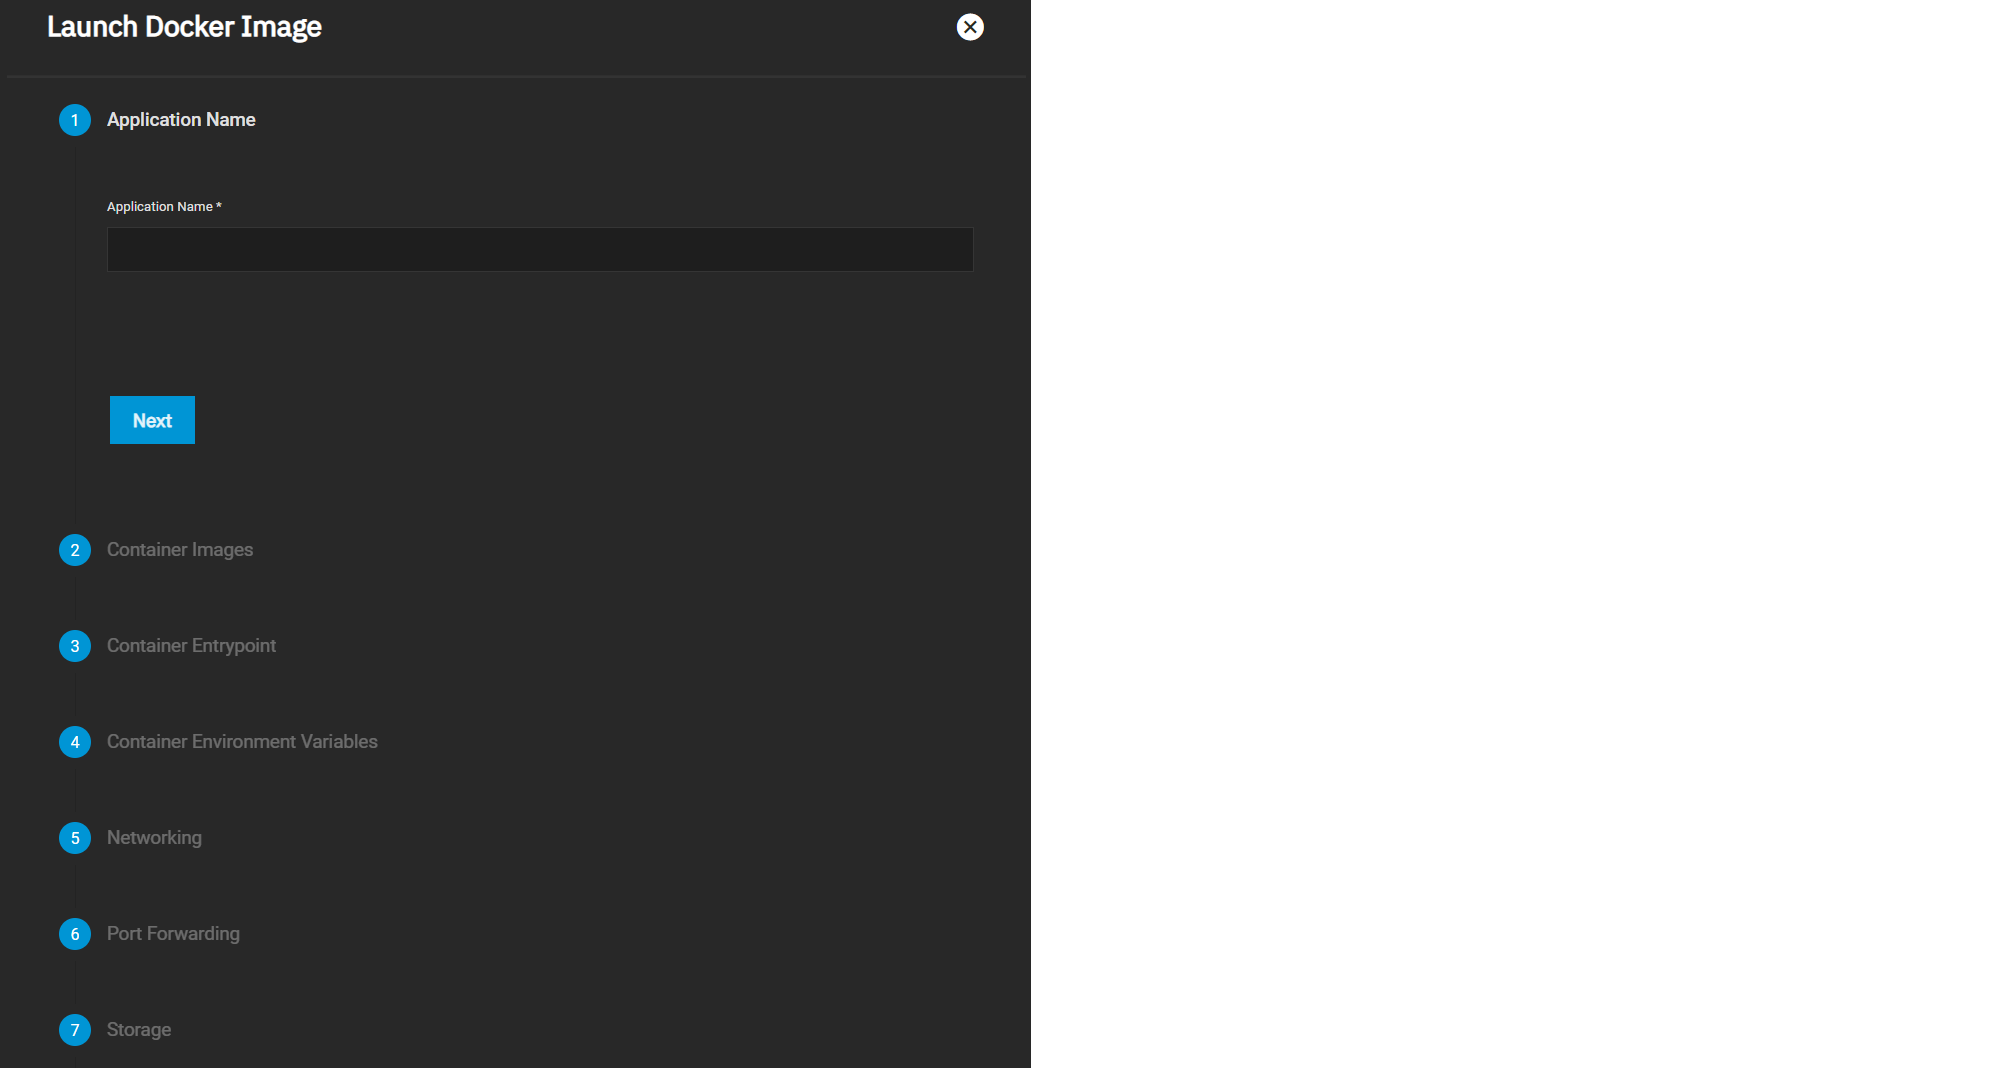 Launch Docker Image
1 Application Name
Application Name *
Next
2 Container Images
3 Container Entrypoint
4 Container Environment Variables
5 Networking
6 Port Forwarding
7 Storage